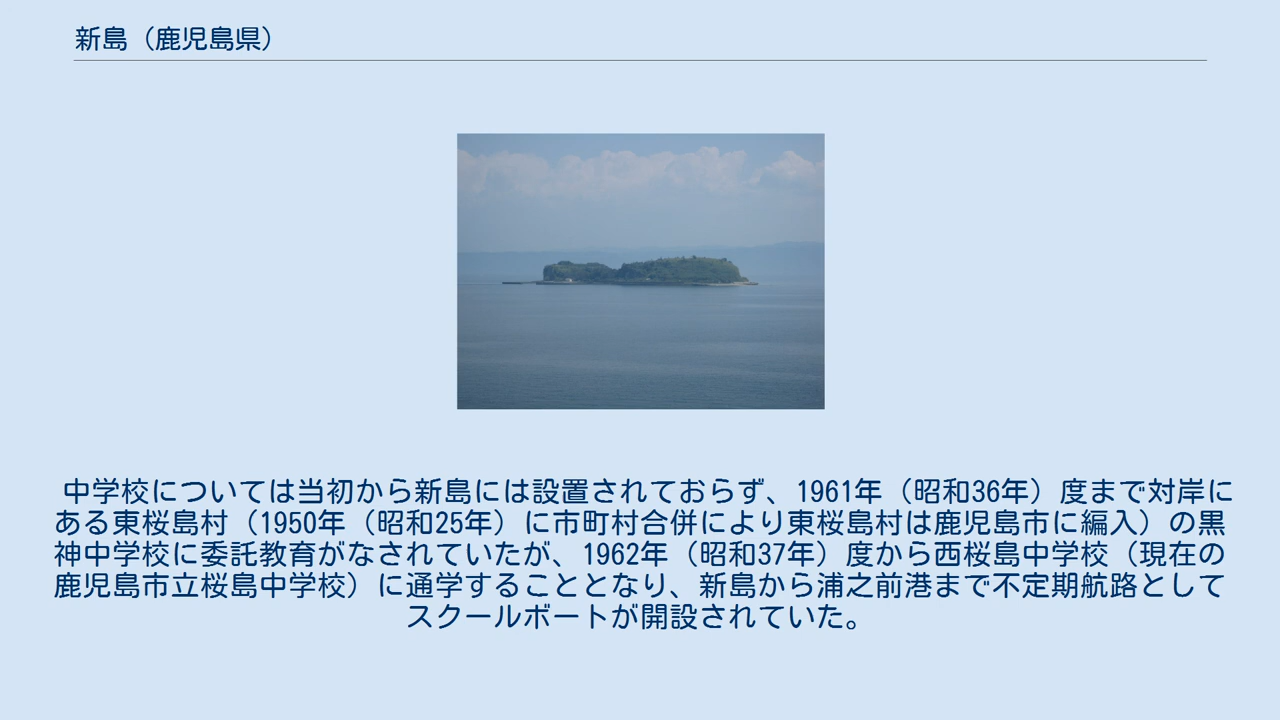 新島（鹿児島県）
中学校については当初から新島には設置されておらず、1961年（昭和36年）度まで対岸に
ある東桜島村（1950年（昭和25年）に市町村合併により東桜島村は鹿児島市に編入）の黒
神中学校に委託教育がなされていたが、1962年（昭和37年）度から西桜島中学校（現在の
鹿児島市立桜島中学校）に通学することとなり、新島から浦之前港まで不定期航路として
スクールボートが開設されていた。